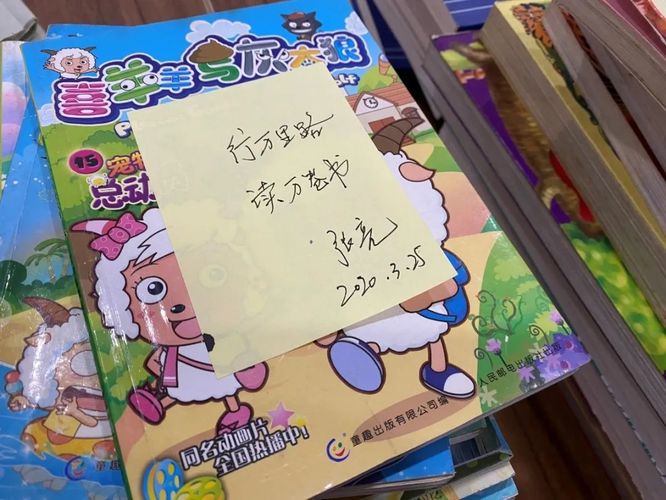 喜羊羊与灰太狼
15
行万里路
读万卷书
张亮
2020.3.25
同名动画片
全国热播中!
童趣出版有限公司编
人民邮电出版社出版